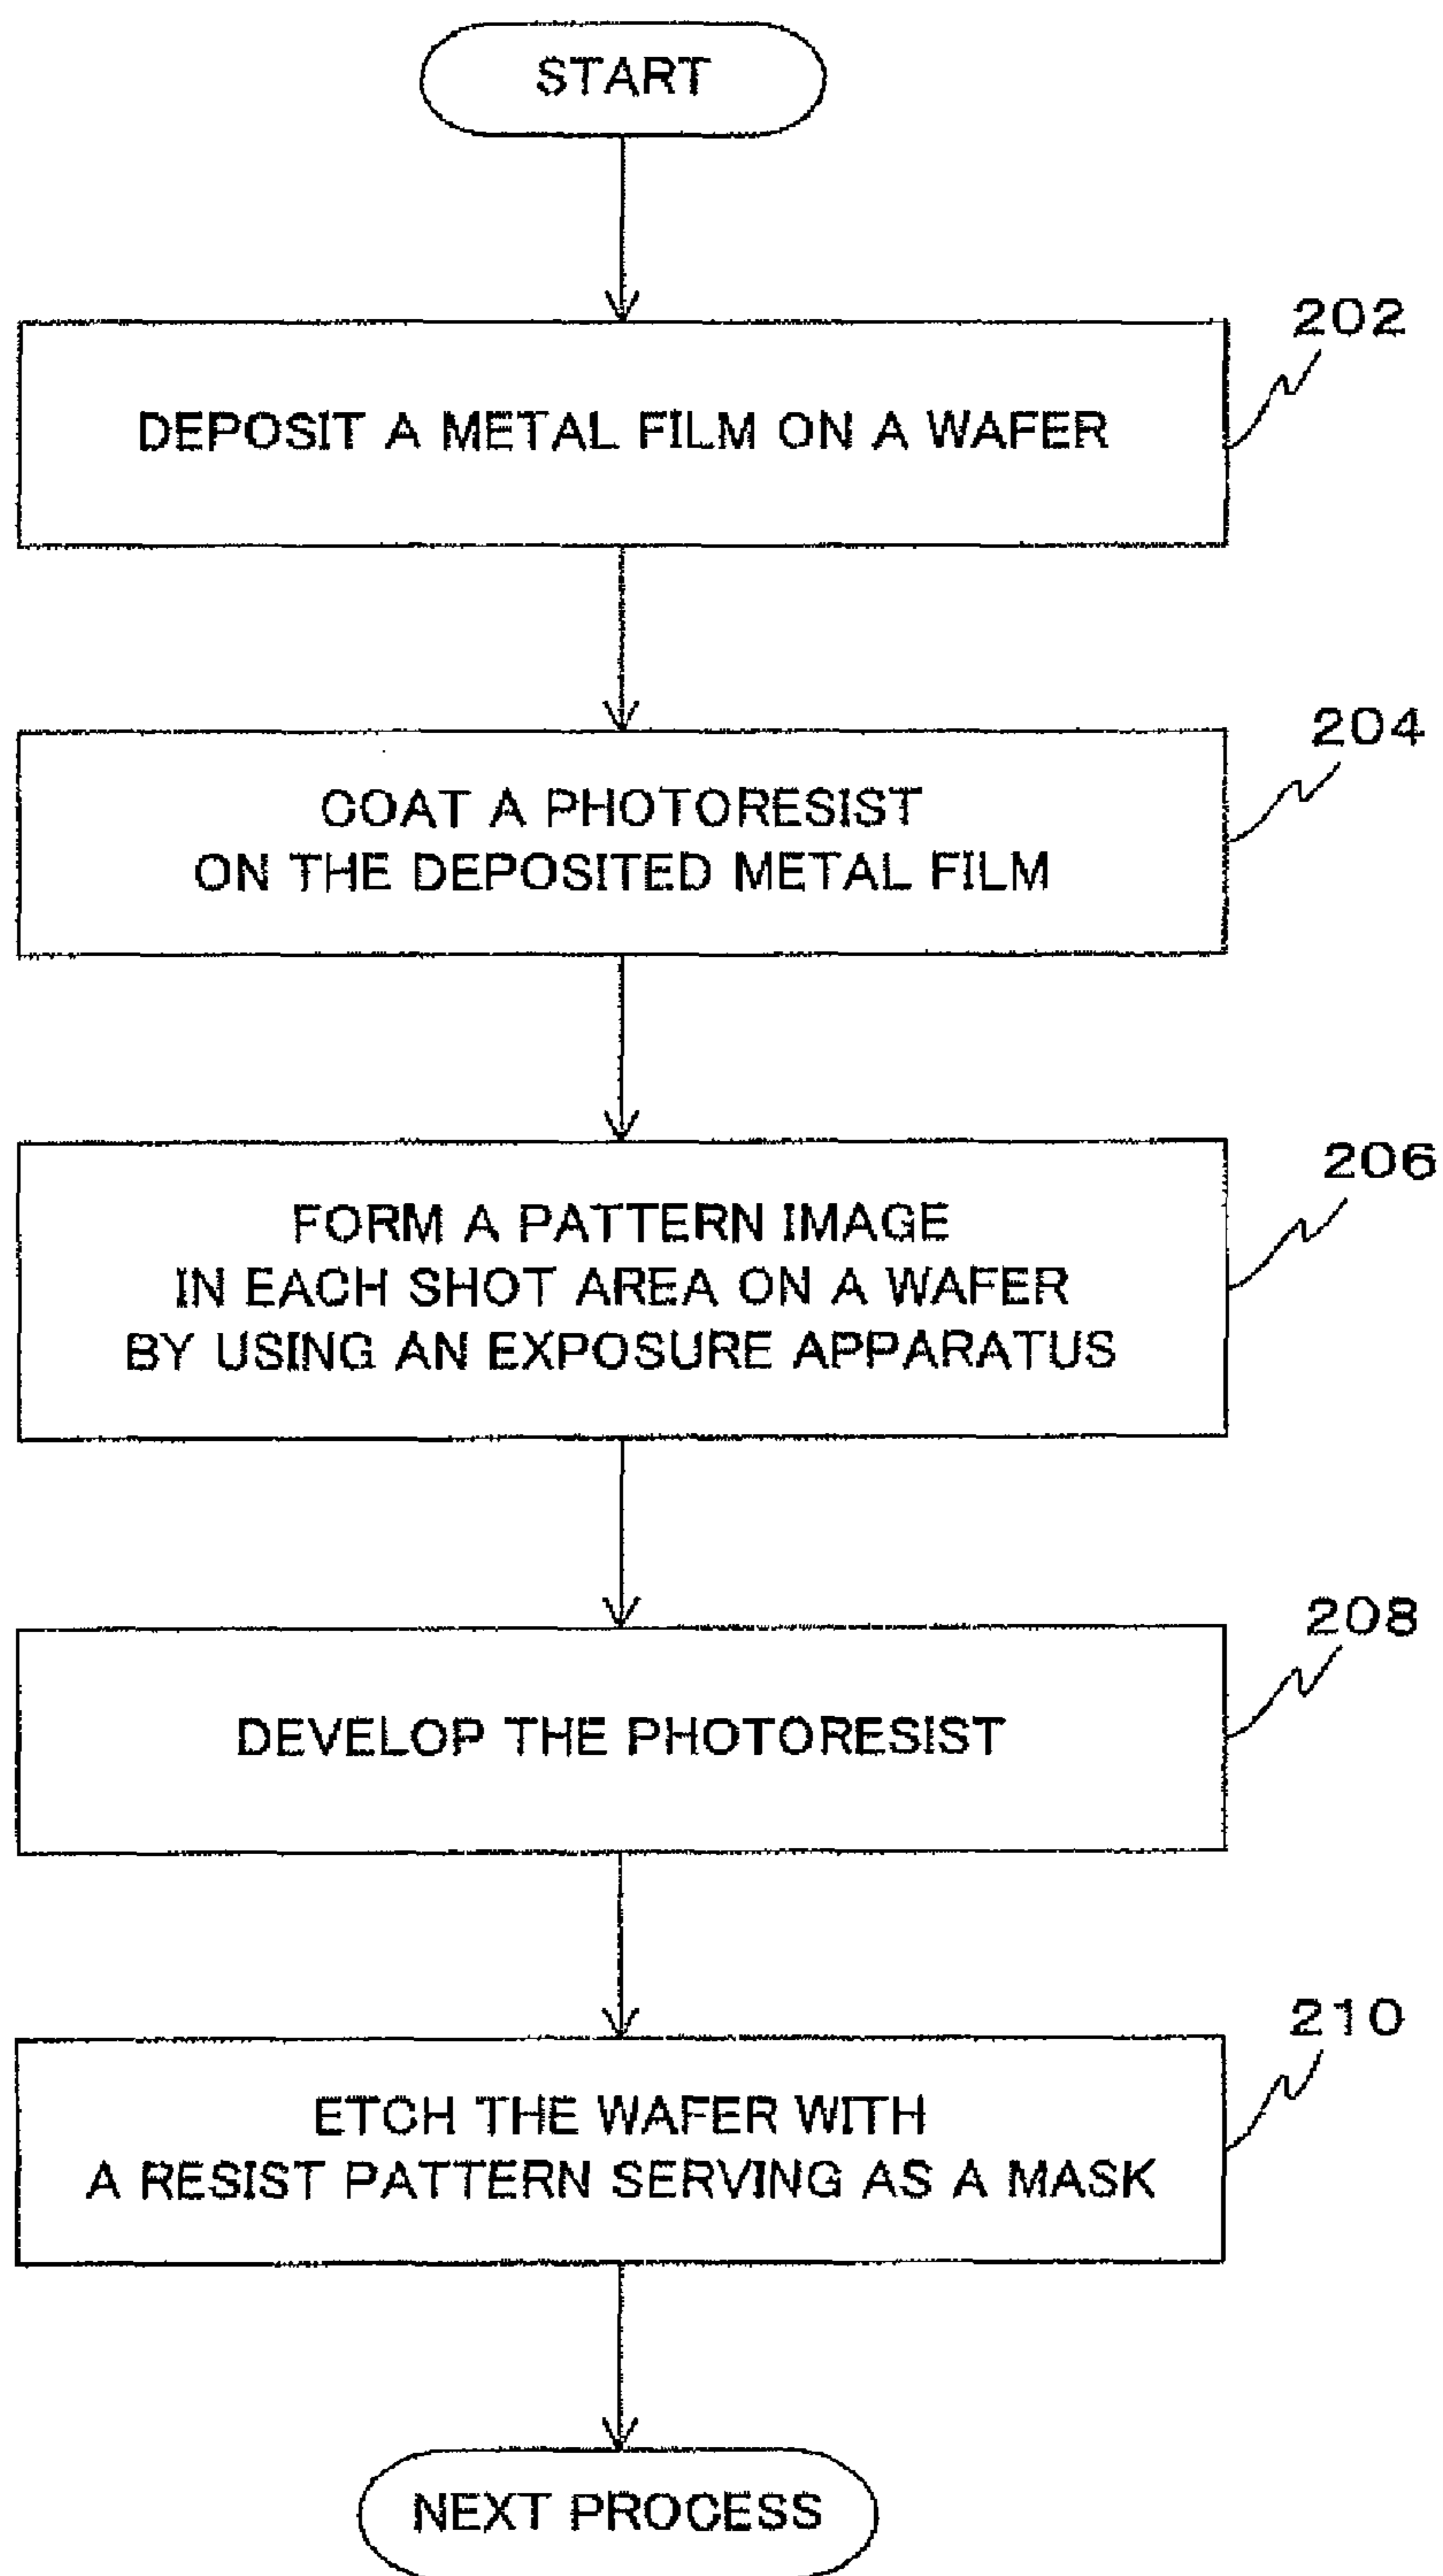 START
202
DEPOSIT A METAL FILM ON A WAFER
204
COAT A PHOTORESIST
ON THE DEPOSITED METAL FILM
206
FORM A PATTERN IMAGE
IN EACH SHOT AREA ON A WAFER
BY USING AN EXPOSURE APPARATUS
208
DEVELOP THE PHOTORESIST
210
ETCH THE WAFER WITH
A RESIST PATTERN SERVING AS A MASK
NEXT PROCESS